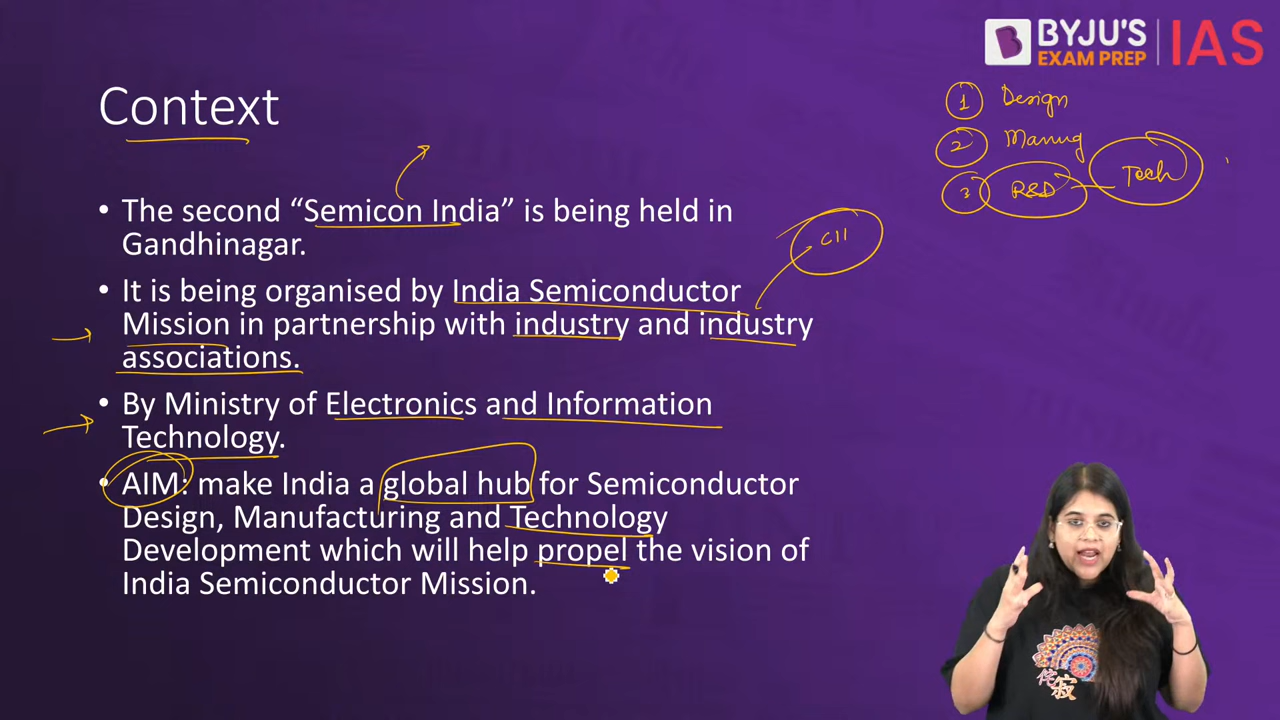 BYJU'S
EXAM PREP
IAS
Context
• The second “Semicon India” is being held in
Gandhinagar.
• It is being organised by India Semiconductor
Mission in partnership with industry and industry
associations.
• By Ministry of Electronics and Information
Technology.
• AIM: make India a global hub for Semiconductor
Design, Manufacturing and Technology
Development which will help propel the vision of
India Semiconductor Mission.
1 Design
2
3 R&D Tech
CII